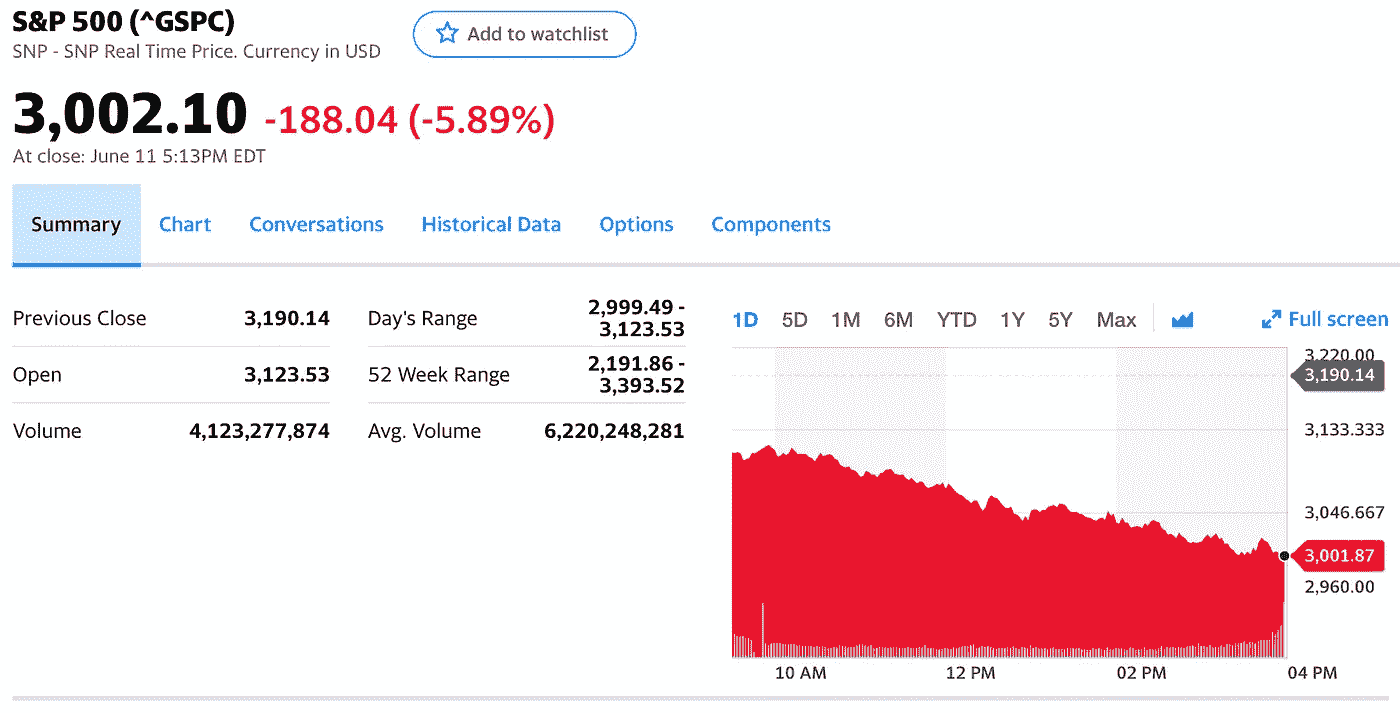 S&P 500 (^GSPC)
SNP - SNP Real Time Price. Currency in USD
Add to watchlist
3,002.10 -188.04 (-5.89%)
At close: June 11 5:13PM EDT
Summary Chart Conversations Historical Data Options Components
Previous Close 3,190.14
Open 3,123.53
Volume 4,123,277,874
Day's Range 2,999.49 -
3,123.53
52 Week Range 2,191.86 -
3,393.52
Avg. Volume 6,220,248,281
1D 5D 1M 6M YTD 1Y 5Y Max Full screen
3,220.00
3,190.14
3,133.333
3,046.667
3,001.87
2,960.00
10 AM 12 PM 02 PM 04 PM